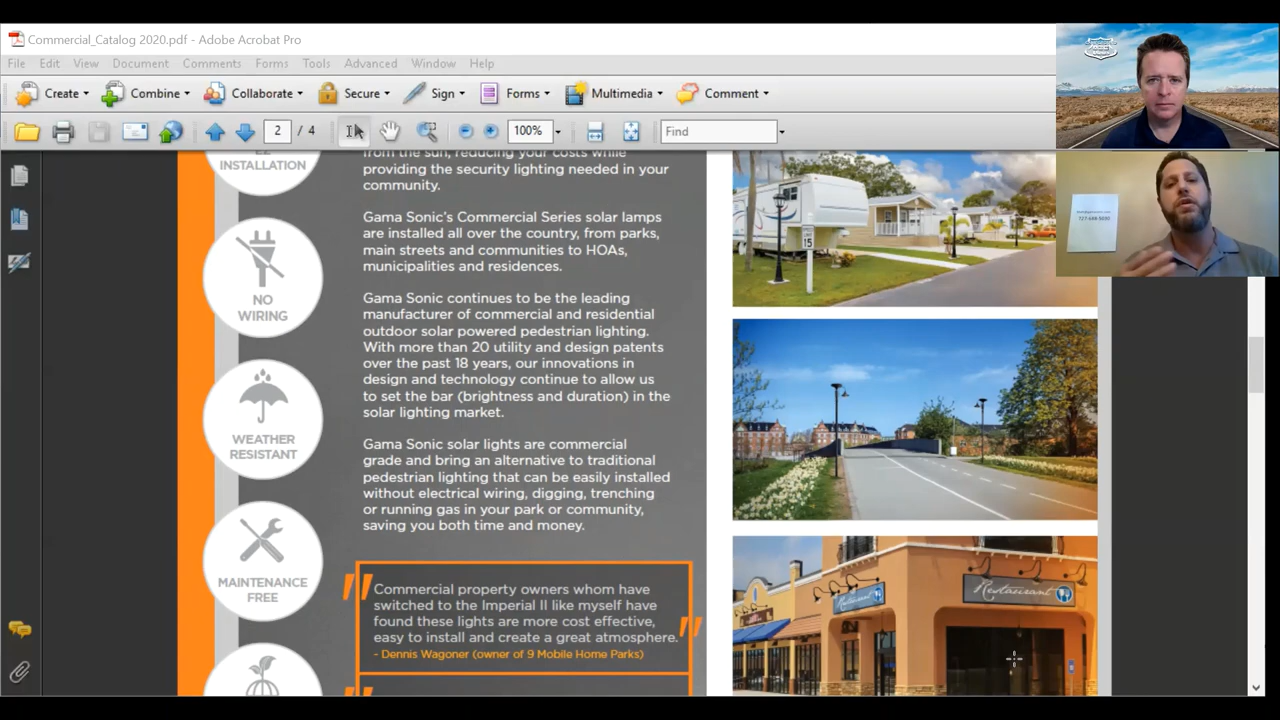 Commercial_Catalog 2020.pdf - Adobe Acrobat Pro
File Edit View Document Comments Forms Tools Advanced Window Help
Create Combine Collaborate Secure Sign Forms Multimedia Comment
2 / 4 100% Find
INSTALLATION
NO
WIRING
WEATHER
RESISTANT
MAINTENANCE
FREE
from the sun, reducing your costs while
providing the security lighting needed in your
community.
Gama Sonic's Commercial Series solar lamps
are installed all over the country, from parks,
main streets and communities to HOAs,
municipalities and residences.
Gama Sonic continues to be the leading
manufacturer of commercial and residential
outdoor solar powered pedestrian lighting.
With more than 20 utility and design patents
over the past 18 years, our innovations in
design and technology continue to allow us
to set the bar (brightness and duration) in the
solar lighting market.
Gama Sonic solar lights are commercial
grade and bring an alternative to traditional
pedestrian lighting that can be easily installed
without electrical wiring, digging, trenching
or running gas in your park or community,
saving you both time and money.
"Commercial property owners whom have
switched to the Imperial II like myself have
found these lights are more cost effective,
easy to install and create a great atmosphere."
- Dennis Wagoner (owner of 9 Mobile Home Parks)
15
Restaurant
Restaurant